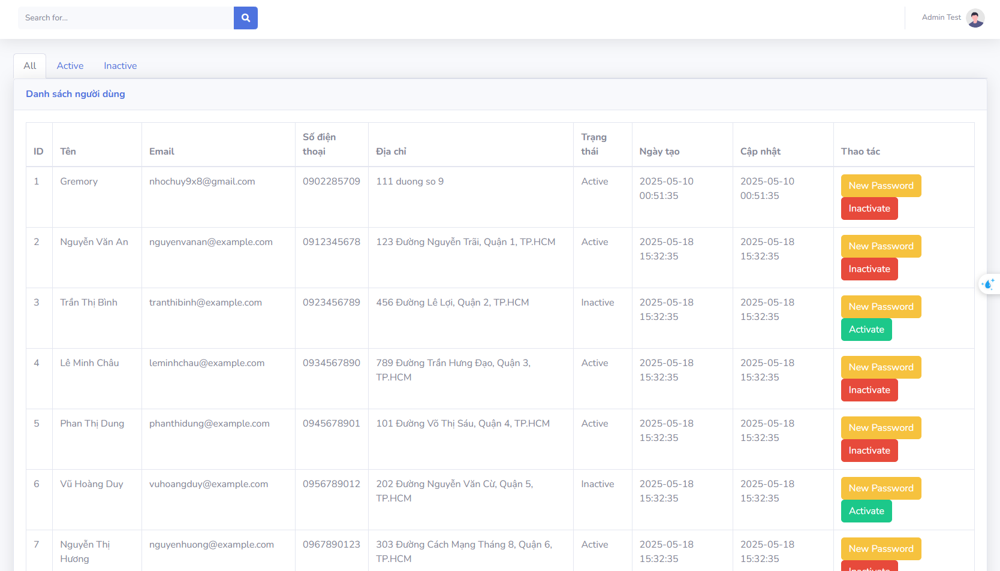 Search for...
Admin Test
All Active Inactive
Danh sách người dùng
ID Tên Email Số điện thoại Địa chỉ Trạng thái Ngày tạo Cập nhật Thao tác
1 Gremory nhochuy9x8@gmail.com 0902285709 111 duong so 9 Active 2025-05-10 00:51:35 2025-05-10 00:51:35 New Password Inactivate
2 Nguyễn Văn An nguyenvanan@example.com 0912345678 123 Đường Nguyễn Trãi, Quận 1, TP.HCM Active 2025-05-18 15:32:35 2025-05-18 15:32:35 New Password Inactivate
3 Trần Thị Bình tranthibinh@example.com 0923456789 456 Đường Lê Lợi, Quận 2, TP.HCM Inactive 2025-05-18 15:32:35 2025-05-18 15:32:35 New Password Activate
4 Lê Minh Châu leminhchau@example.com 0934567890 789 Đường Trần Hưng Đạo, Quận 3, TP.HCM Active 2025-05-18 15:32:35 2025-05-18 15:32:35 New Password Inactivate
5 Phan Thị Dung phanthidung@example.com 0945678901 101 Đường Võ Thị Sáu, Quận 4, TP.HCM Active 2025-05-18 15:32:35 2025-05-18 15:32:35 New Password Inactivate
6 Vũ Hoàng Duy vuhoangduy@example.com 0956789012 202 Đường Nguyễn Văn Cừ, Quận 5, TP.HCM Inactive 2025-05-18 15:32:35 2025-05-18 15:32:35 New Password Activate
7 Nguyễn Thị Hương nguyenhuong@example.com 0967890123 303 Đường Cách Mạng Tháng 8, Quận 6, TP.HCM Active 2025-05-18 15:32:35 2025-05-18 15:32:35 New Password Inactivate